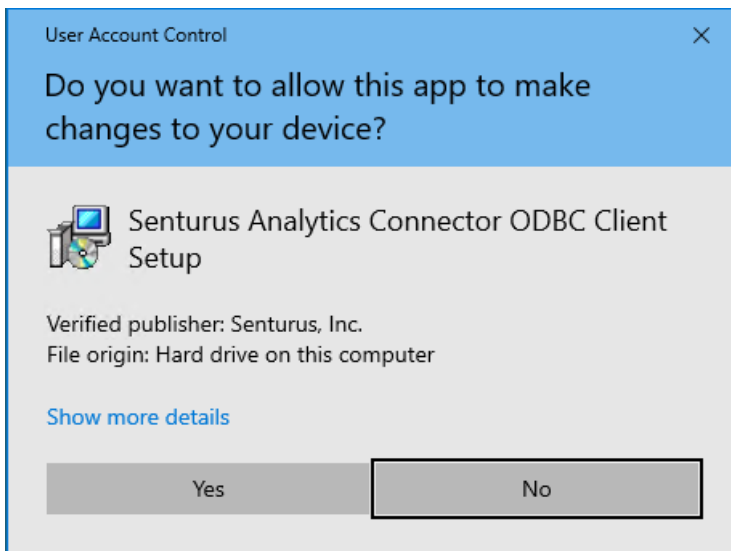 User Account Control
Do you want to allow this app to make
changes to your device?
Senturus Analytics Connector ODBC Client
Setup
Verified publisher: Senturus, Inc.
File origin: Hard drive on this computer
Show more details
Yes
No